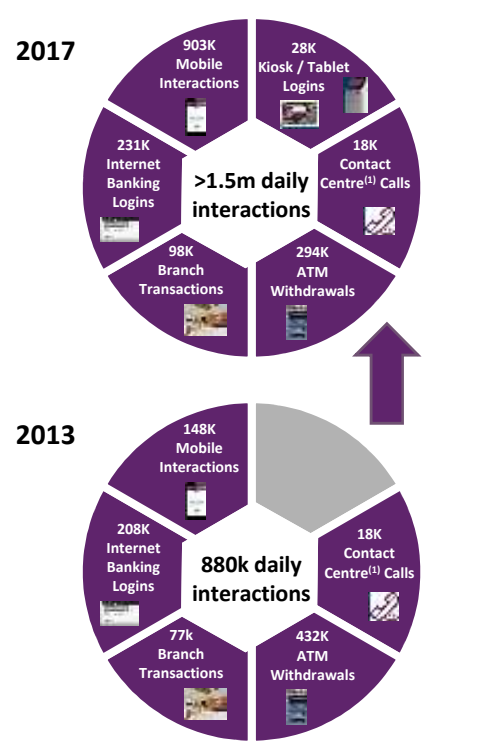 2017
903K
Mobile
Interactions
28K
Kiosk / Tablet
Logins
231K
Internet
Banking
Logins
>1.5m daily
interactions
18K
Contact
Centre(1) Calls
98K
Branch
Transactions
294K
ATM
Withdrawals
2013
148K
Mobile
Interactions
208K
Internet
Banking
Logins
880k daily
interactions
18K
Contact
Centre(1) Calls
77k
Branch
Transactions
432K
ATM
Withdrawals